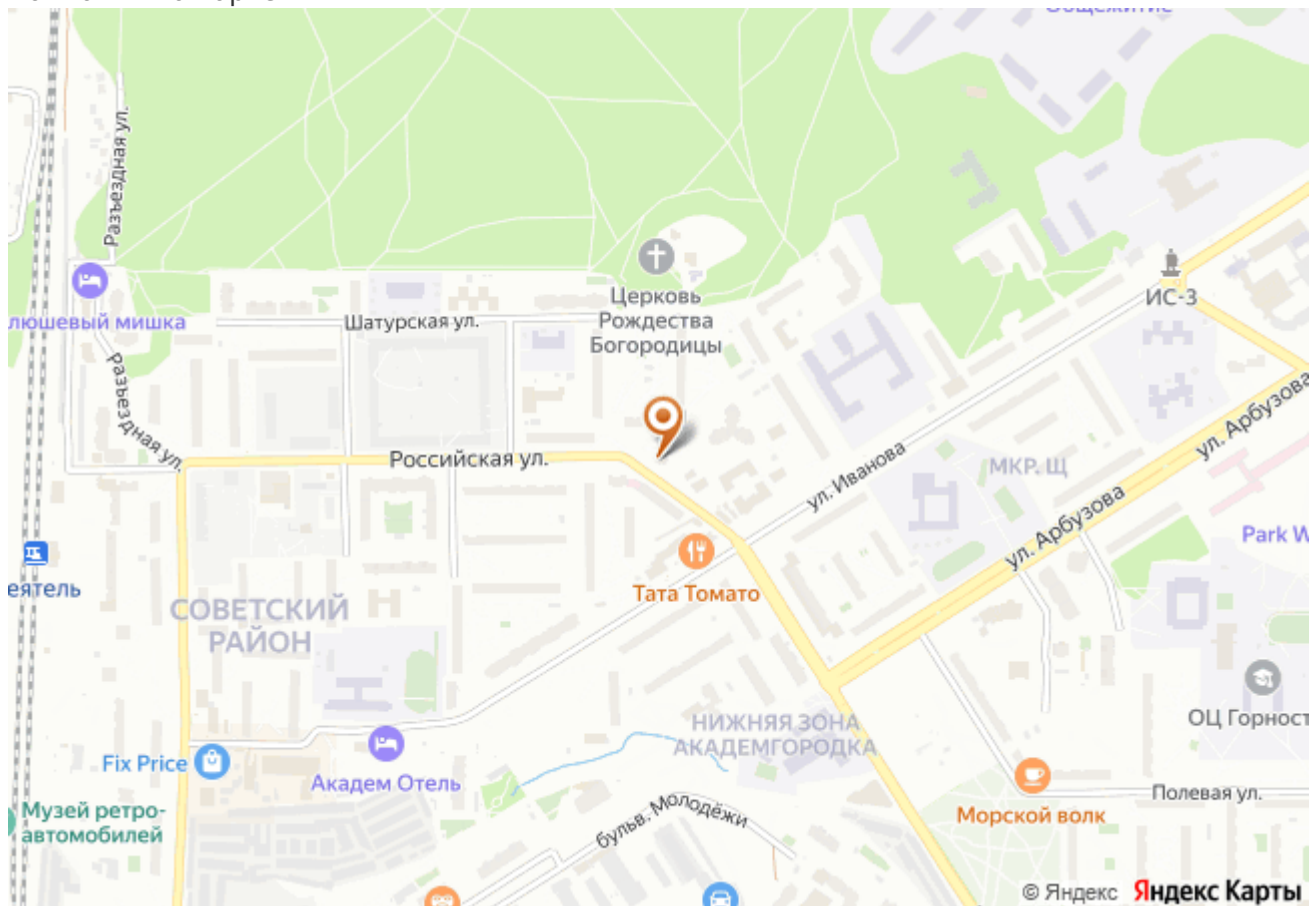 Общежитие
Разъездная ул.
ИС-3
люшевый мишка
Шатурская ул.
Церковь
Рождества
Богородицы
Разъездная ул.
ул. Арбузова
Российская ул.
ул. Иванова
МКР. Щ
ул. Арбузова
Park W
еятель
Тата Томато
СОВЕТСКИЙ
РАЙОН
ОЦ Горност
НИЖНЯЯ ЗОНА
АКАДЕМГОРОДКА
Fix Price
Академ Отель
Полевая ул.
Музей ретро-
автомобилей
бульв. Молодёжи
Морской волк
© Яндекс Яндекс Карты